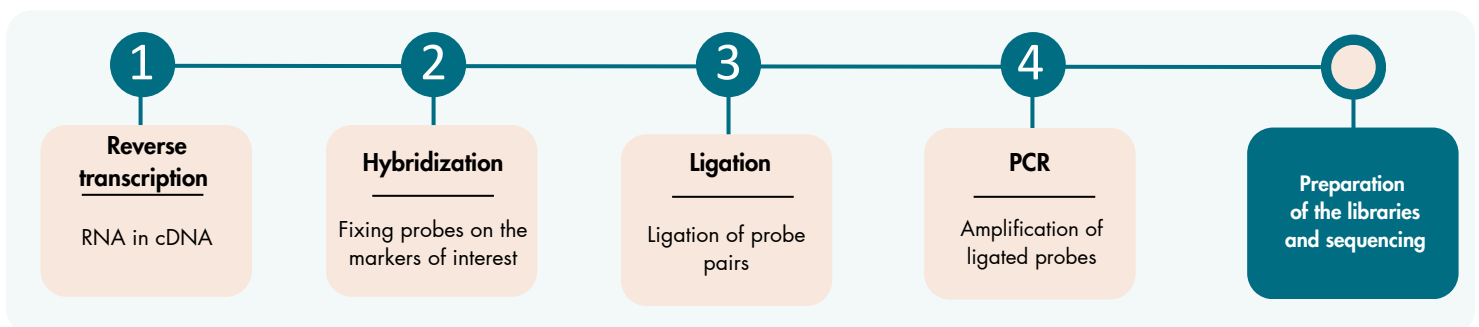 1
2
3
4
Reverse
transcription
RNA in cDNA
Hybridization
Fixing probes on the
markers of interest
Ligation
Ligation of probe
pairs
PCR
Amplification of
ligated probes
Preparation
of the libraries
and sequencing